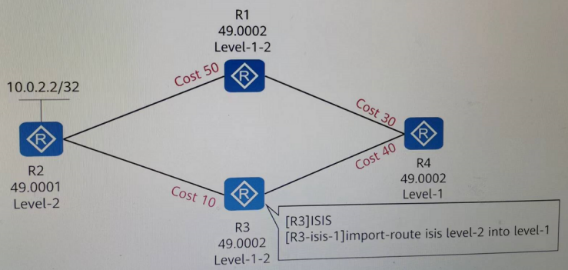 R1
49.0002
Level-1-2
10.0.2.2/32
Cost 50
Cost 30
R
R
R
R2
49.0001
Level-2
R4
49.0002
Level-1
Cost 10
Cost 40
R
R3
49.0002
Level-1-2
[R3]ISIS
[R3-isis-1]import-route isis level-2 into level-1